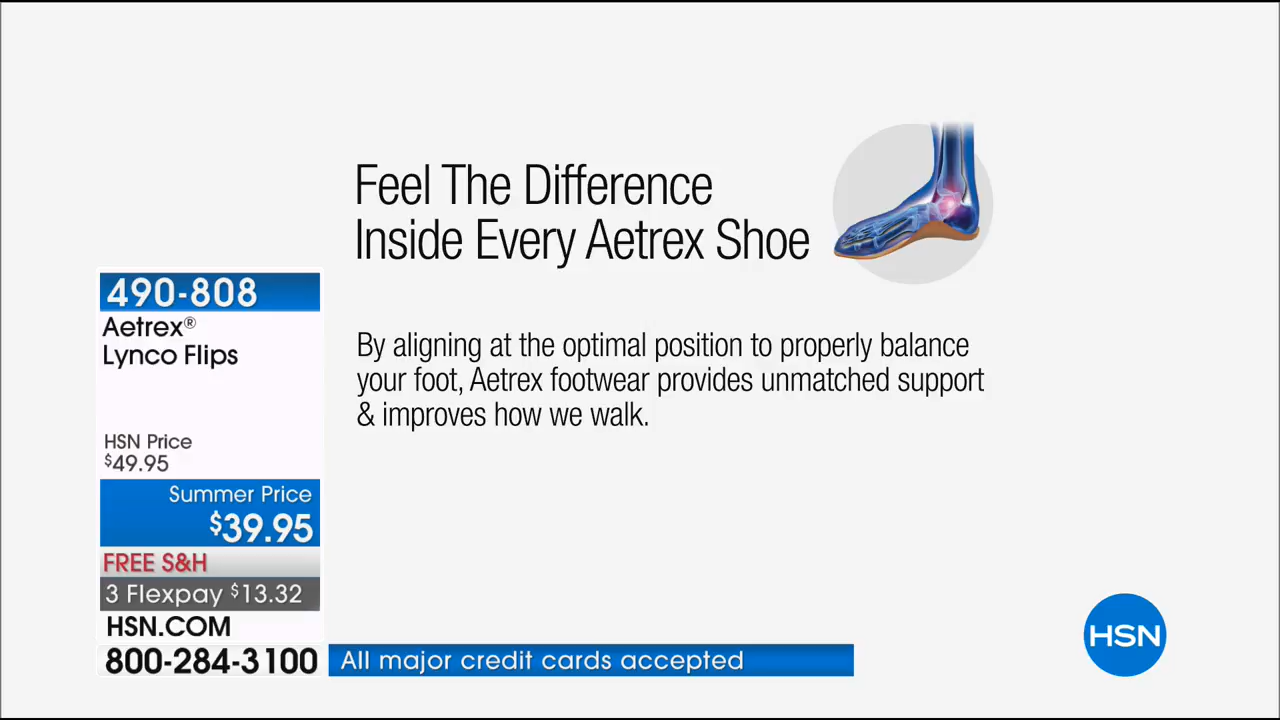 Feel The Difference
Inside Every Aetrex Shoe
By aligning at the optimal position to properly balance
your foot, Aetrex footwear provides unmatched support
& improves how we walk.
490-808
Aetrex®
Lynco Flips
HSN Price
$49.95
Summer Price
$39.95
FREE S&H
3 Flexpay $13.32
HSN.COM
800-284-3100
All major credit cards accepted
HSN